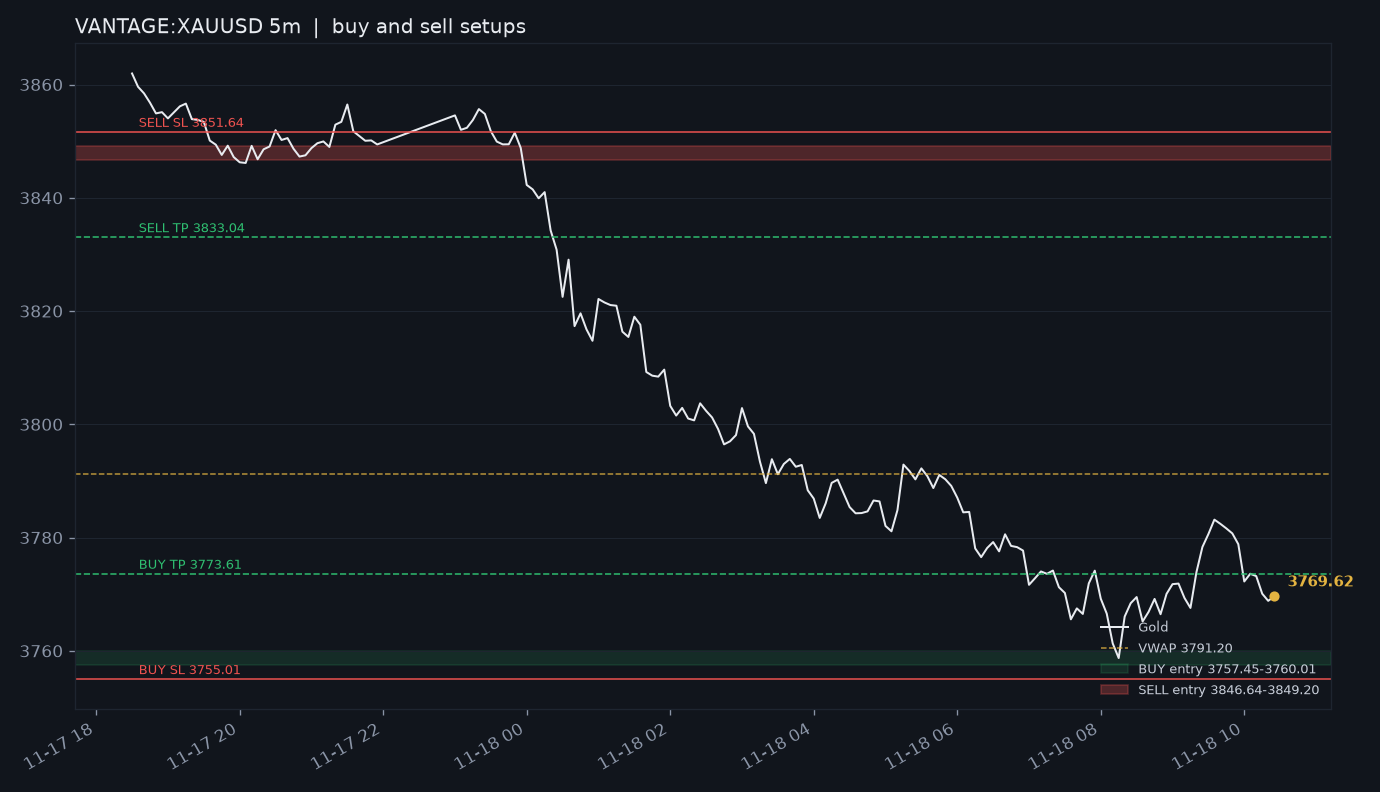 VANTAGE:XAUUSD 5m | buy and sell setups
3860
SELL SL 3851.64
3840
SELL TP 3833.04
3820
3800
3780
BUY TP 3773.61
3769.62
3760
BUY SL 3755.01
Gold
VWAP 3791.20
BUY entry 3757.45-3760.01
SELL entry 3846.64-3849.20
11-17 18
11-17 20
11-17 22
11-18 00
11-18 02
11-18 04
11-18 06
11-18 08
11-18 10